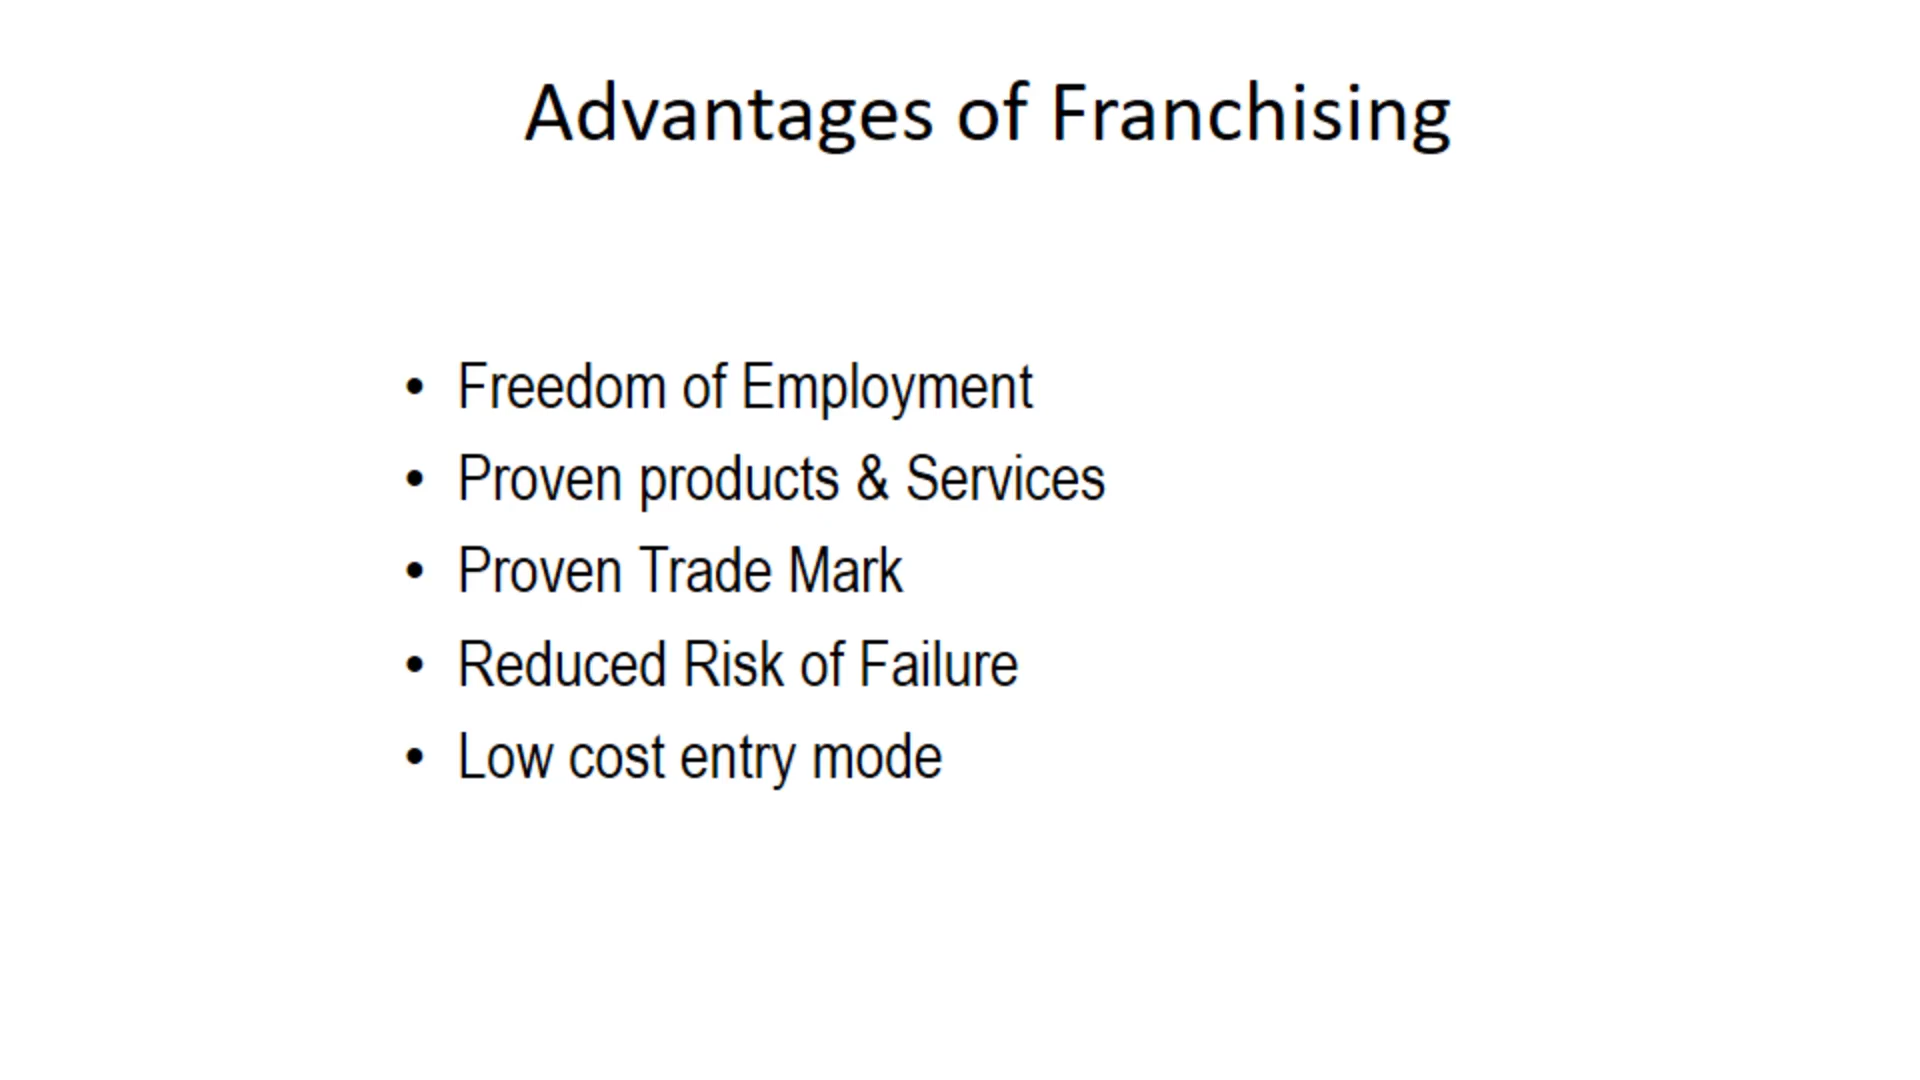 Advantages of Franchising
• Freedom of Employment
• Proven products & Services
• Proven Trade Mark
• Reduced Risk of Failure
• Low cost entry mode